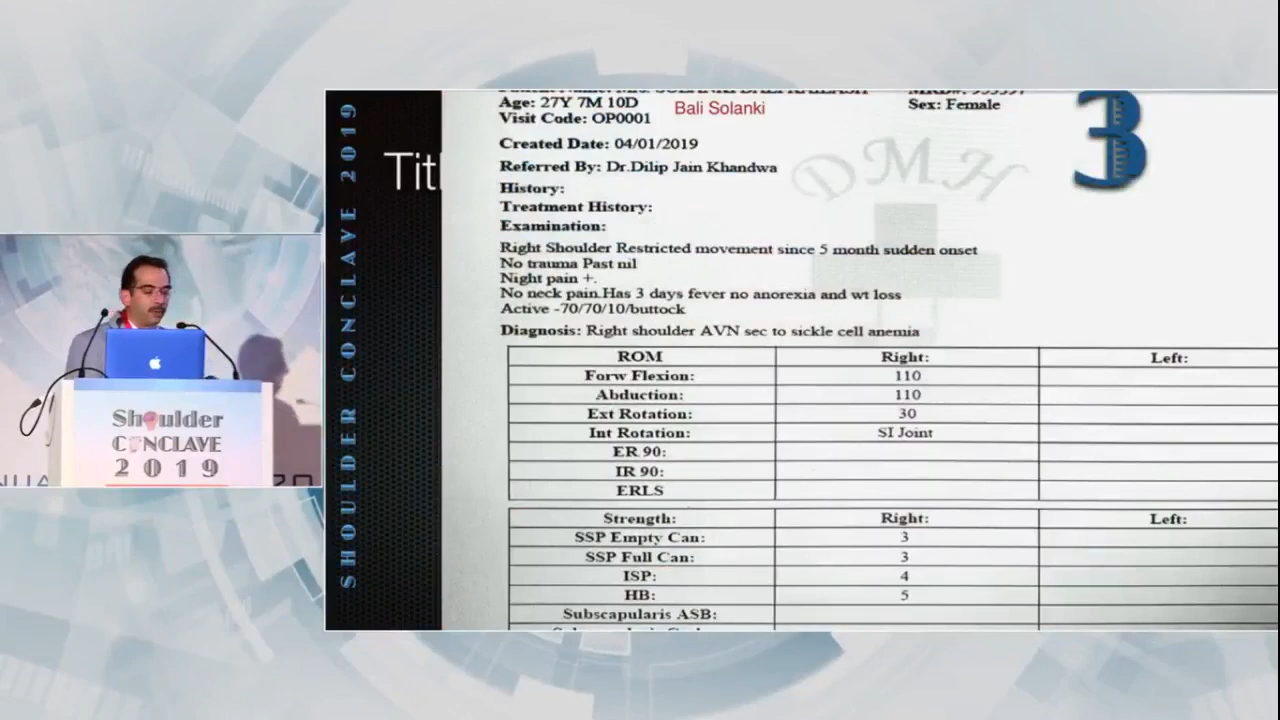 SHOULDER CONCLAVE 2019
Titl
3
Age: 27Y 7M 10D
Bali Solanki
Sex: Female
Visit Code: OP0001
Created Date: 04/01/2019
Referred By: Dr.Dilip Jain Khandwa
DMH
History:
Treatment History:
Examination:
Right Shoulder Restricted movement since 5 month sudden onset
No trauma Past nil
Night pain +.
No neck pain.Has 3 days fever no anorexia and wt loss
Active -70/70/10/buttock
Diagnosis: Right shoulder AVN sec to sickle cell anemia
ROM Right: Left:
Forw Flexion: 110
Abduction: 110
Ext Rotation: 30
Int Rotation: SI Joint
ER 90:
IR 90:
ERLS
Strength: Right: Left:
SSP Empty Can: 3
SSP Full Can: 3
ISP: 4
HB: 5
Subscapularis ASB:
Shoulder
CONCLAVE
2019